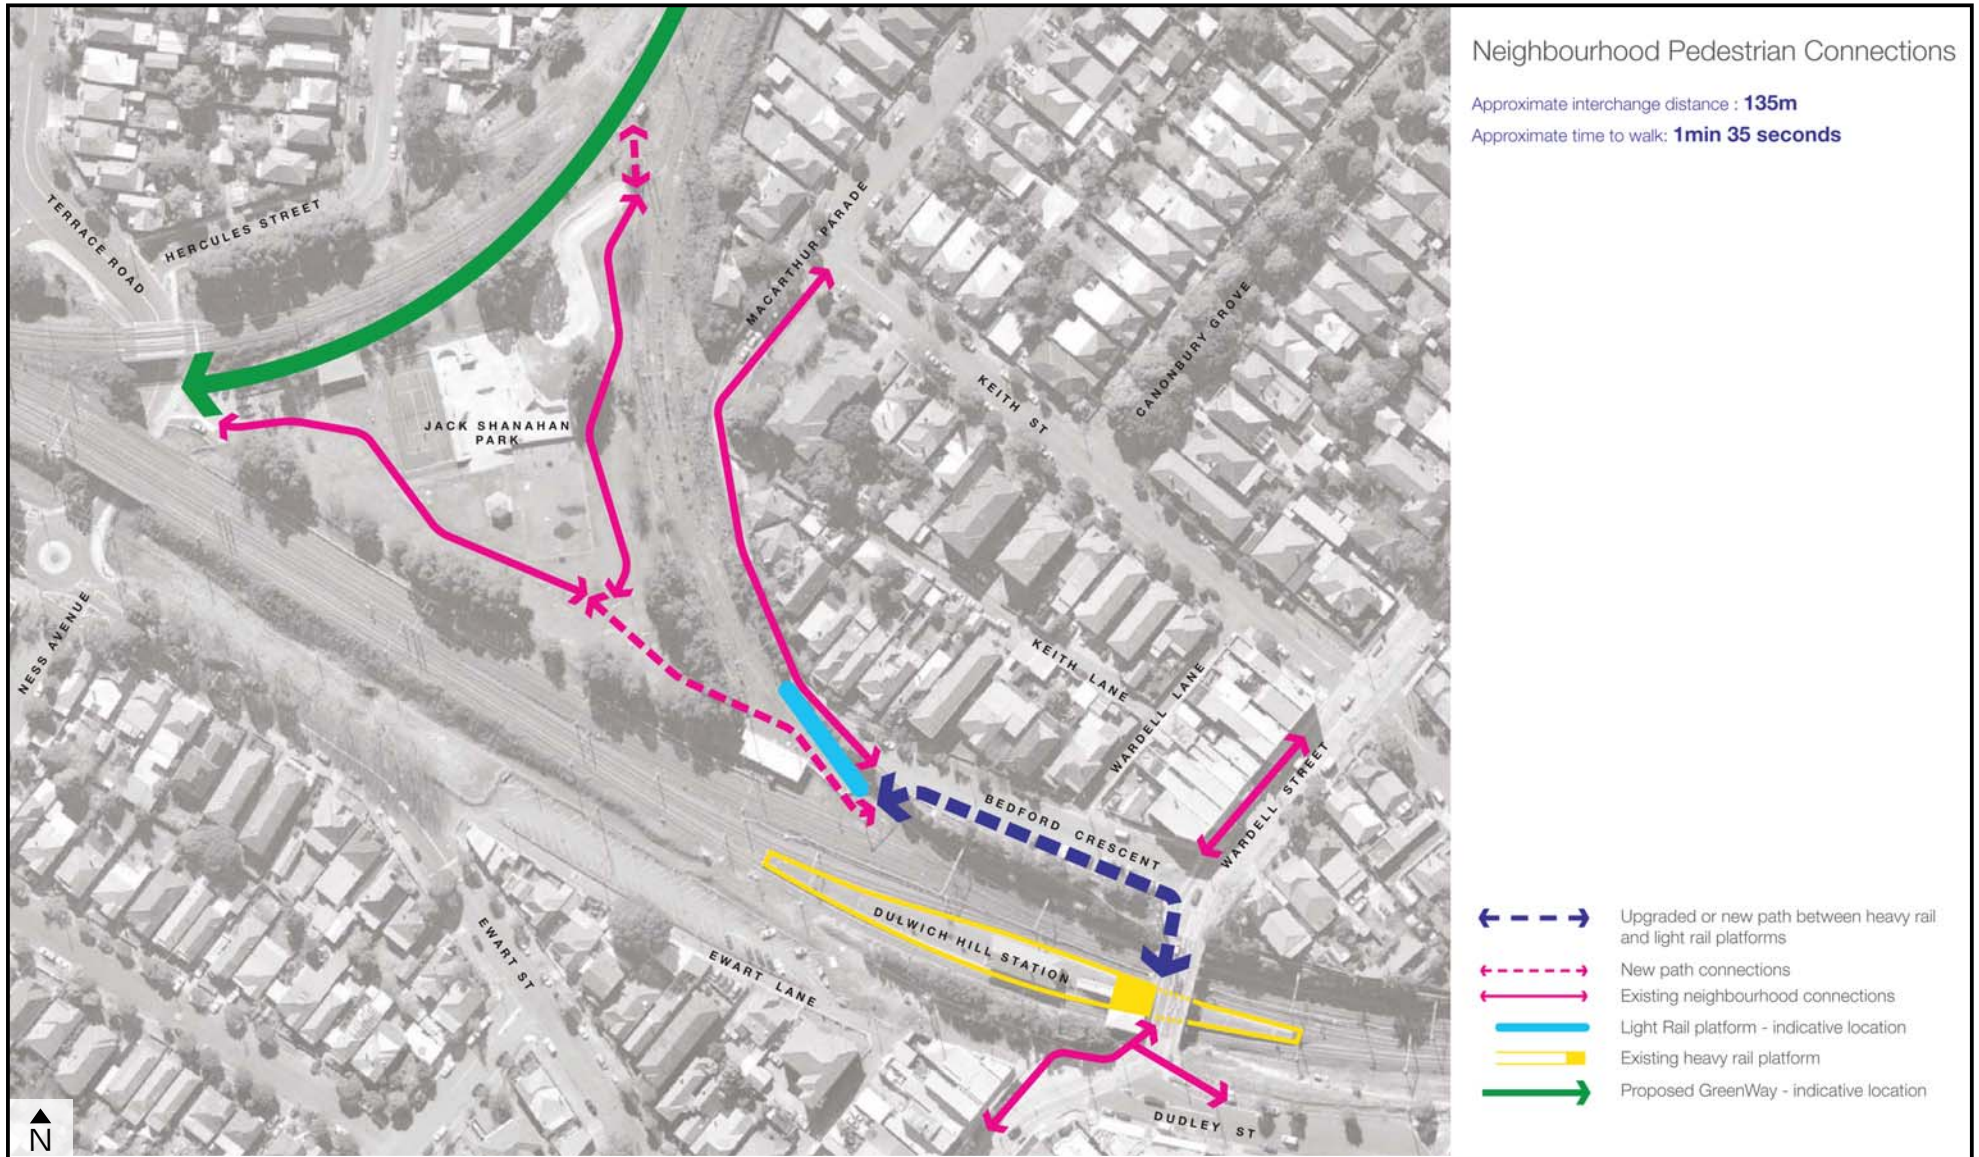 Neighbourhood Pedestrian Connections
Approximate interchange distance : 135m
Approximate time to walk: 1min 35 seconds
TERRACE ROAD
HERCULES STREET
MACARTHUR PARADE
CANONBURY GROVE
KEITH ST
JACK SHANAHAN
PARK
NESS AVENUE
KEITH LANE
WARDELL LANE
WARDELL STREET
BEDFORD CRESCENT
DULWICH HILL STATION
EWART ST
EWART LANE
DUDLEY ST
N
Upgraded or new path between heavy rail
and light rail platforms
New path connections
Existing neighbourhood connections
Light Rail platform - indicative location
Existing heavy rail platform
Proposed GreenWay - indicative location